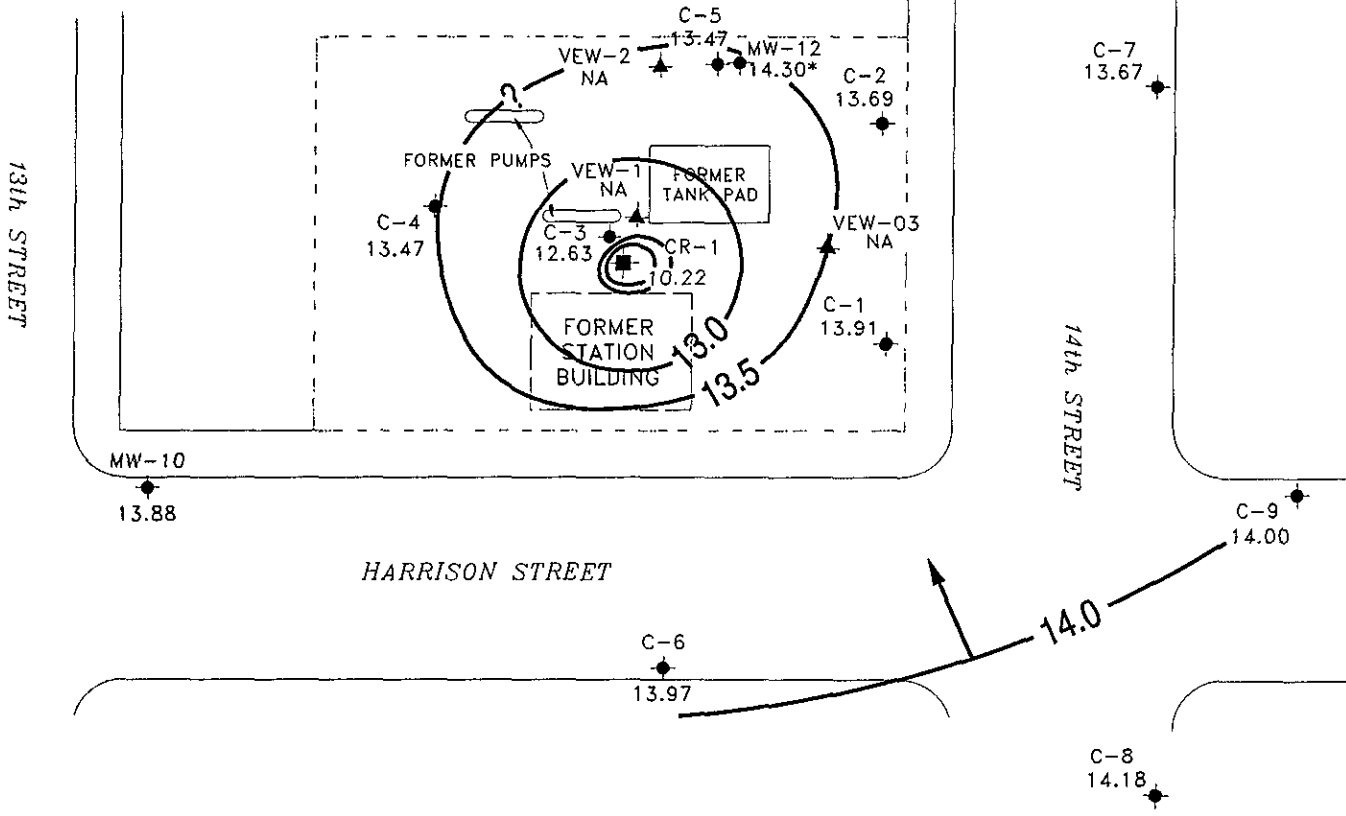 C-5
13.47
VEW-2
NA
MW-12
14.30*
C-7
13.67
C-2
13.69
?
FORMER PUMPS
VEW-1
NA
FORMER
TANK PAD
13th STREET
C-4
13.47
C-3
12.63
CR-1
10.22
VEW-03
NA
C-1
13.91
FORMER
STATION
BUILDING
13.0
13.5
14th STREET
MW-10
13.88
C-9
14.00
HARRISON STREET
14.0
C-6
13.97
C-8
14.18